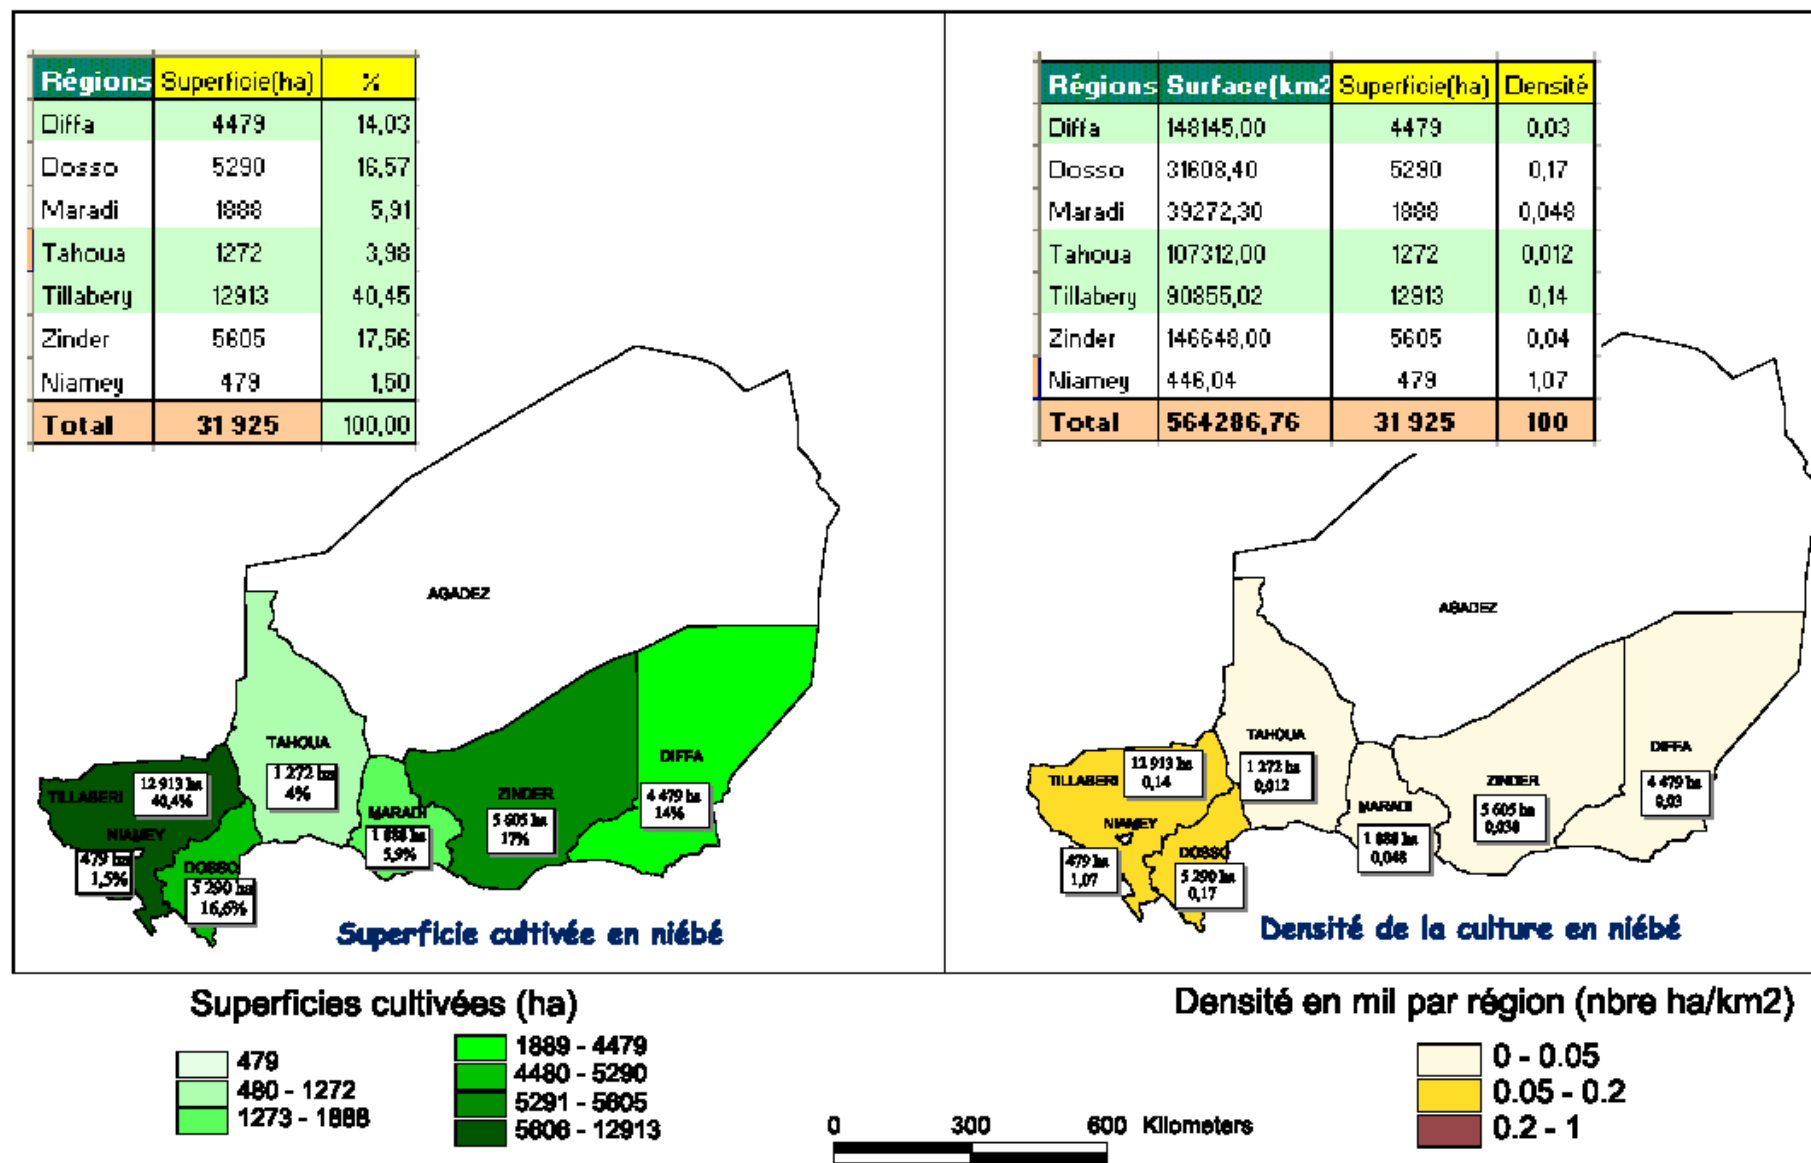 Régions Superficie(ha) %
Diffa 4479 14,03
Dosso 5290 16,57
Maradi 1888 5,91
Tahoua 1272 3,98
Tillabery 12913 40,45
Zinder 5605 17,56
Niamey 479 1,50
Total 31 925 100,00
AGADEZ
TAHOUA
1 272 ha
4%
DIFFA
4 479 ha
14%
TILLABERI
12 913 ha
40,4%
ZINDER
5 605 ha
17%
MARADI
1 888 ha
5,9%
NIAMEY
479 ha
1,5%
DOSSO
5 290 ha
16,6%
Superficie cultivée en niébé
Régions Surface(km2 Superficie(ha) Densité
Diffa 148145,00 4479 0,03
Dosso 31608,40 5290 0,17
Maradi 39272,30 1888 0,048
Tahoua 107312,00 1272 0,012
Tillabery 90855,02 12913 0,14
Zinder 146648,00 5605 0,04
Niamey 446,04 479 1,07
Total 564286,76 31 925 100
AGADEZ
TAHOUA
1 272 ha
0,012
DIFFA
4 479 ha
0,03
TILLABERI
12 913 ha
0,14
ZINDER
5 605 ha
0,038
MARADI
1 888 ha
0,048
NIAMEY
479 ha
1,07
DOSSO
5 290 ha
0,17
Densité de la culture en niébé
Superficies cultivées (ha)
479
480 - 1272
1273 - 1888
1889 - 4479
4480 - 5290
5291 - 5605
5606 - 12913
0 300 600 Kilometers
Densité en mil par région (nbre ha/km2)
0 - 0.05
0.05 - 0.2
0.2 - 1